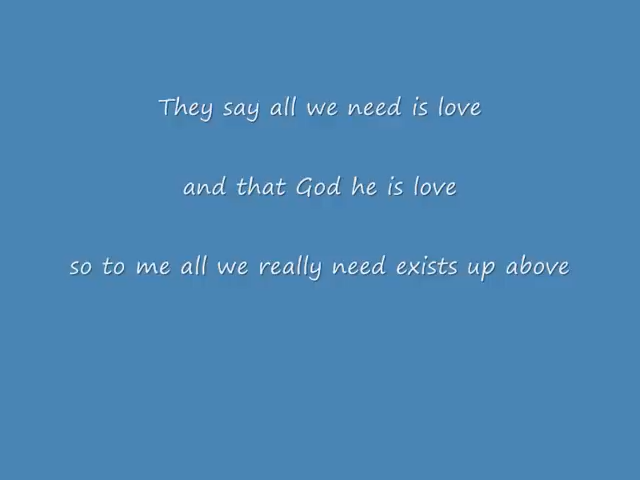 They say all we need is love
and that God he is love
so to me all we really need exists up above